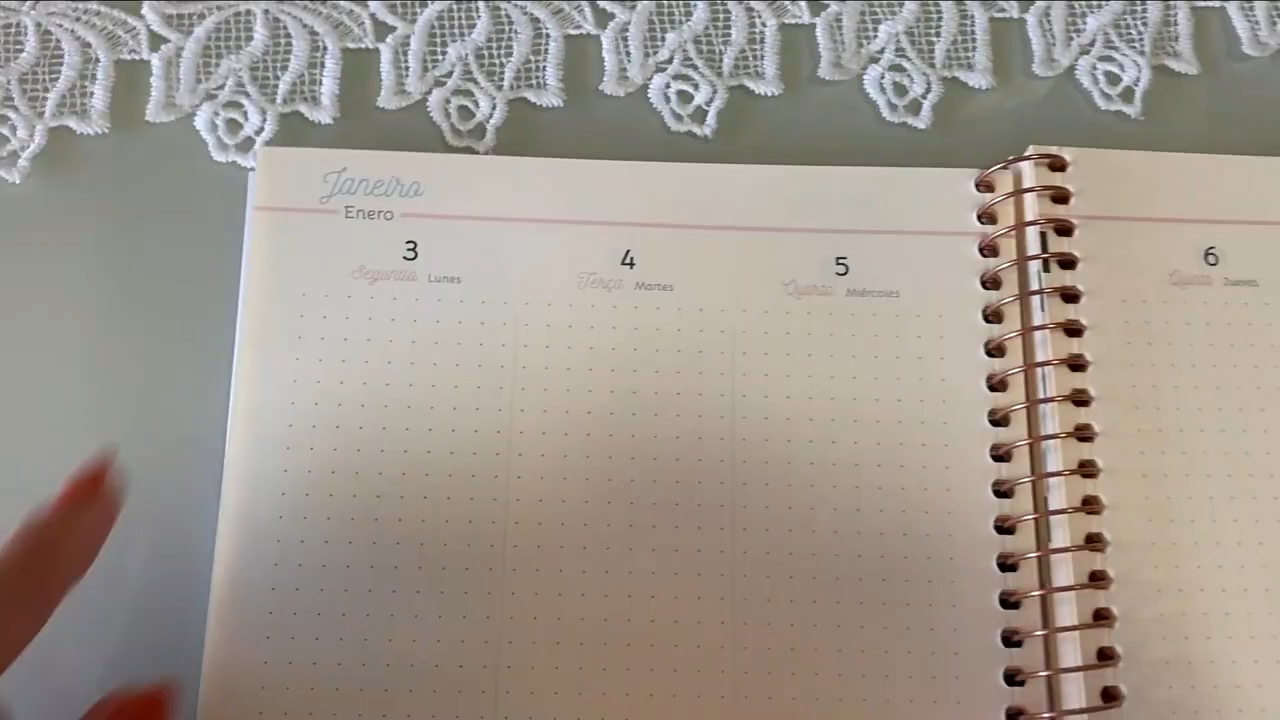 Janeiro
Enero
3
Segunda Lunes
4
Terça Martes
5
Quarta Miércoles
6
Quinta Jueves